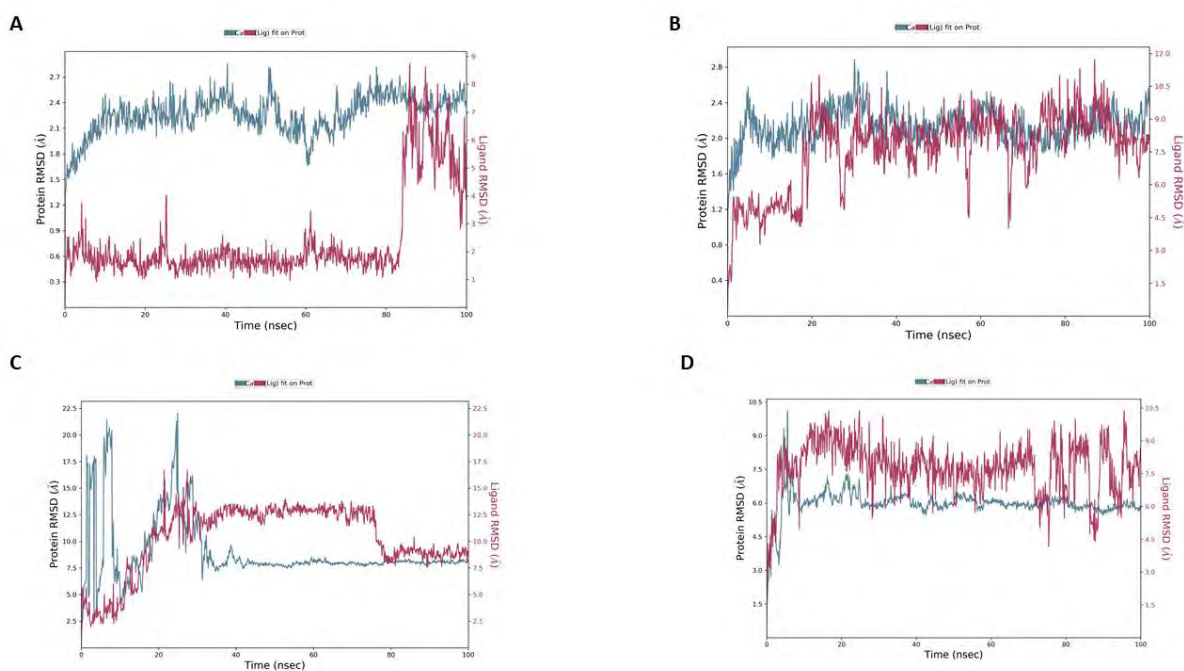 A
Ca (Lig) fit on Prot
Protein RMSD (Å)
2.7
2.4
2.1
1.8
1.5
1.2
0.9
0.6
0.3
9
8
7
6
5
4
3
2
1
Ligand RMSD (Å)
0 20 40 60 80 100
Time (nsec)
B
Ca (Lig) fit on Prot
Protein RMSD (Å)
2.8
2.4
2.0
1.6
1.2
0.8
0.4
12.0
10.5
9.0
7.5
6.0
4.5
3.0
1.5
Ligand RMSD (Å)
0 20 40 60 80 100
Time (nsec)
C
Ca (Lig) fit on Prot
Protein RMSD (Å)
22.5
20.0
17.5
15.0
12.5
10.0
7.5
5.0
2.5
22.5
20.0
17.5
15.0
12.5
10.0
7.5
5.0
2.5
Ligand RMSD (Å)
0 20 40 60 80 100
Time (nsec)
D
Ca (Lig) fit on Prot
Protein RMSD (Å)
10.5
9.0
7.5
6.0
4.5
3.0
1.5
10.5
9.0
7.5
6.0
4.5
3.0
1.5
Ligand RMSD (Å)
0 20 40 60 80 100
Time (nsec)